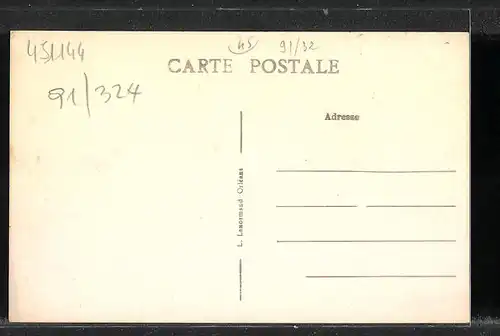 451144
45
91/32
CARTE POSTALE
91/324
Adresse
L. Lenormand Orléans